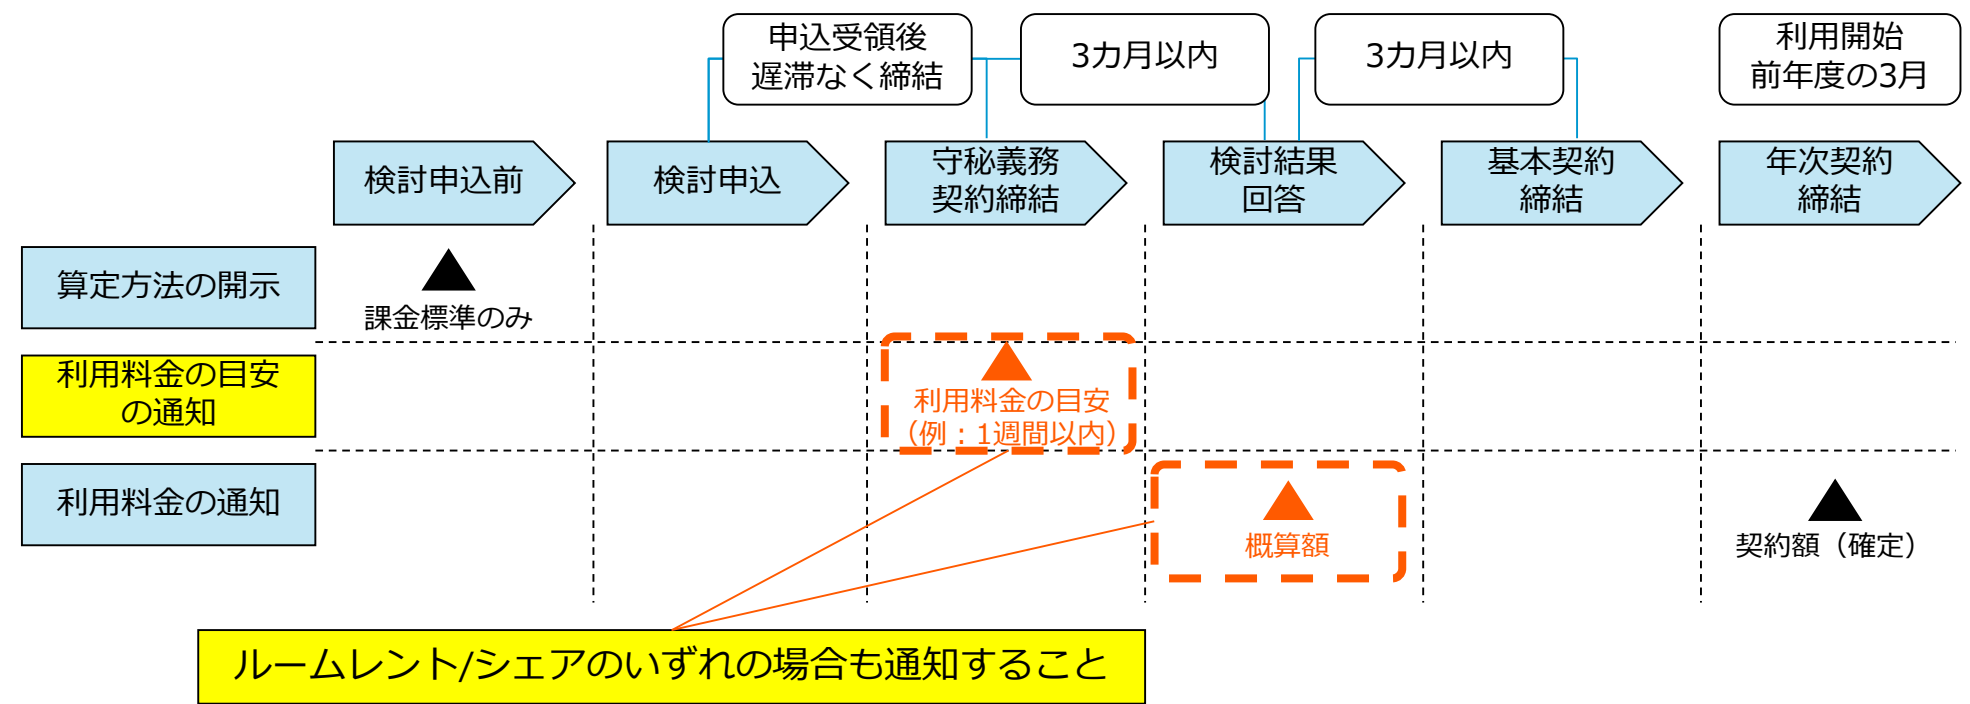 申込受領後
遅滞なく締結
3カ月以内
3カ月以内
利用開始
前年度の3月
検討申込前
検討申込
守秘義務
契約締結
検討結果
回答
基本契約
締結
年次契約
締結
算定方法の開示
課金標準のみ
利用料金の目安
の通知
利用料金の目安
（例：1週間以内）
利用料金の通知
概算額
契約額（確定）
ルームレント/シェアのいずれの場合も通知すること